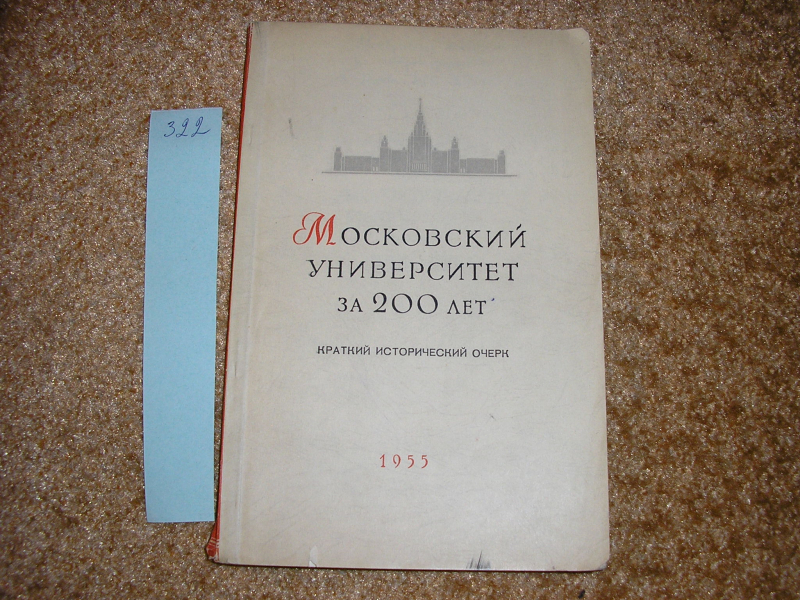 322
Московский
университет
за 200 лет
краткий исторический очерк
1955